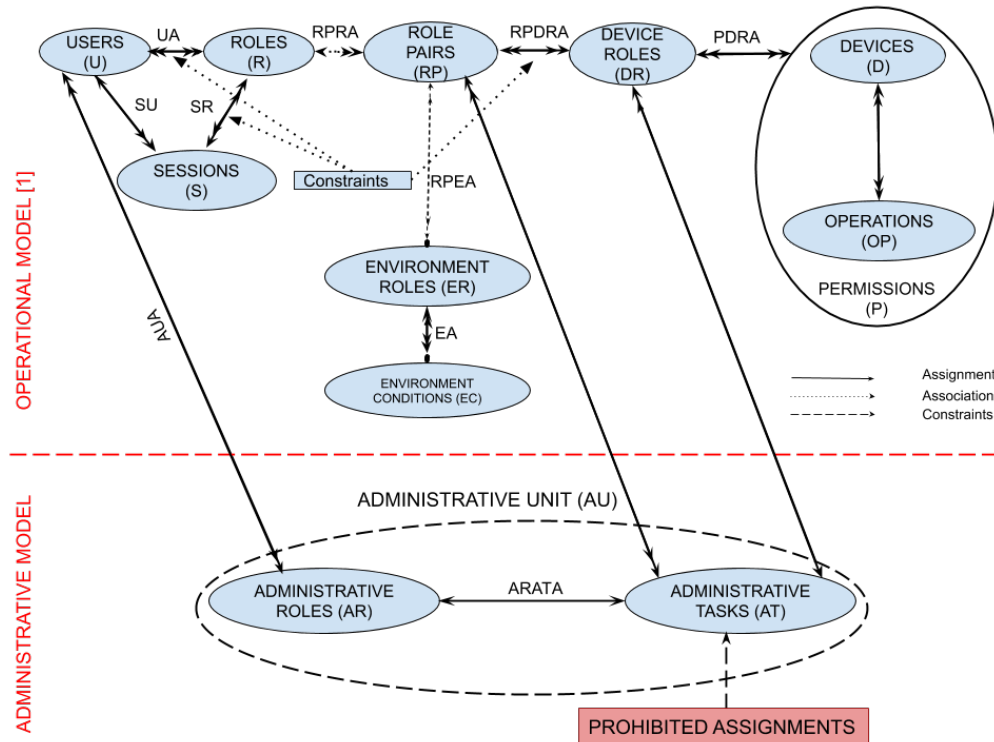 USERS
(U)
UA
ROLES
(R)
RPRA
ROLE
PAIRS
(RP)
RPDRA
DEVICE
ROLES
(DR)
PDRA
DEVICES
(D)
SU
SR
SESSIONS
(S)
Constraints
RPEA
OPERATIONS
(OP)
ENVIRONMENT
ROLES (ER)
PERMISSIONS
(P)
OPERATIONAL MODEL [1]
AUA
EA
ENVIRONMENT
CONDITIONS (EC)
Assignment
Association
Constraints
ADMINISTRATIVE UNIT (AU)
ADMINISTRATIVE MODEL
ADMINISTRATIVE
ROLES (AR)
ARATA
ADMINISTRATIVE
TASKS (AT)
PROHIBITED ASSIGNMENTS